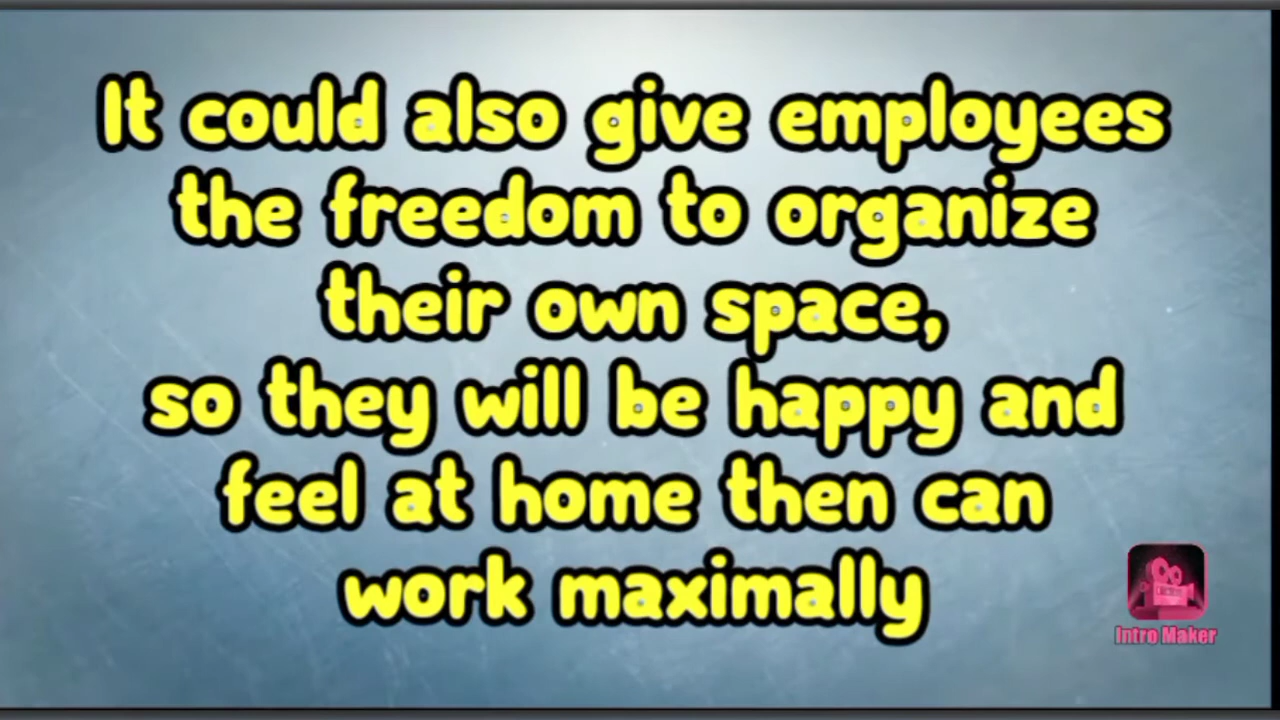 It could also give employees
the freedom to organize
their own space,
so they will be happy and
feel at home then can
work maximally
Intro Maker